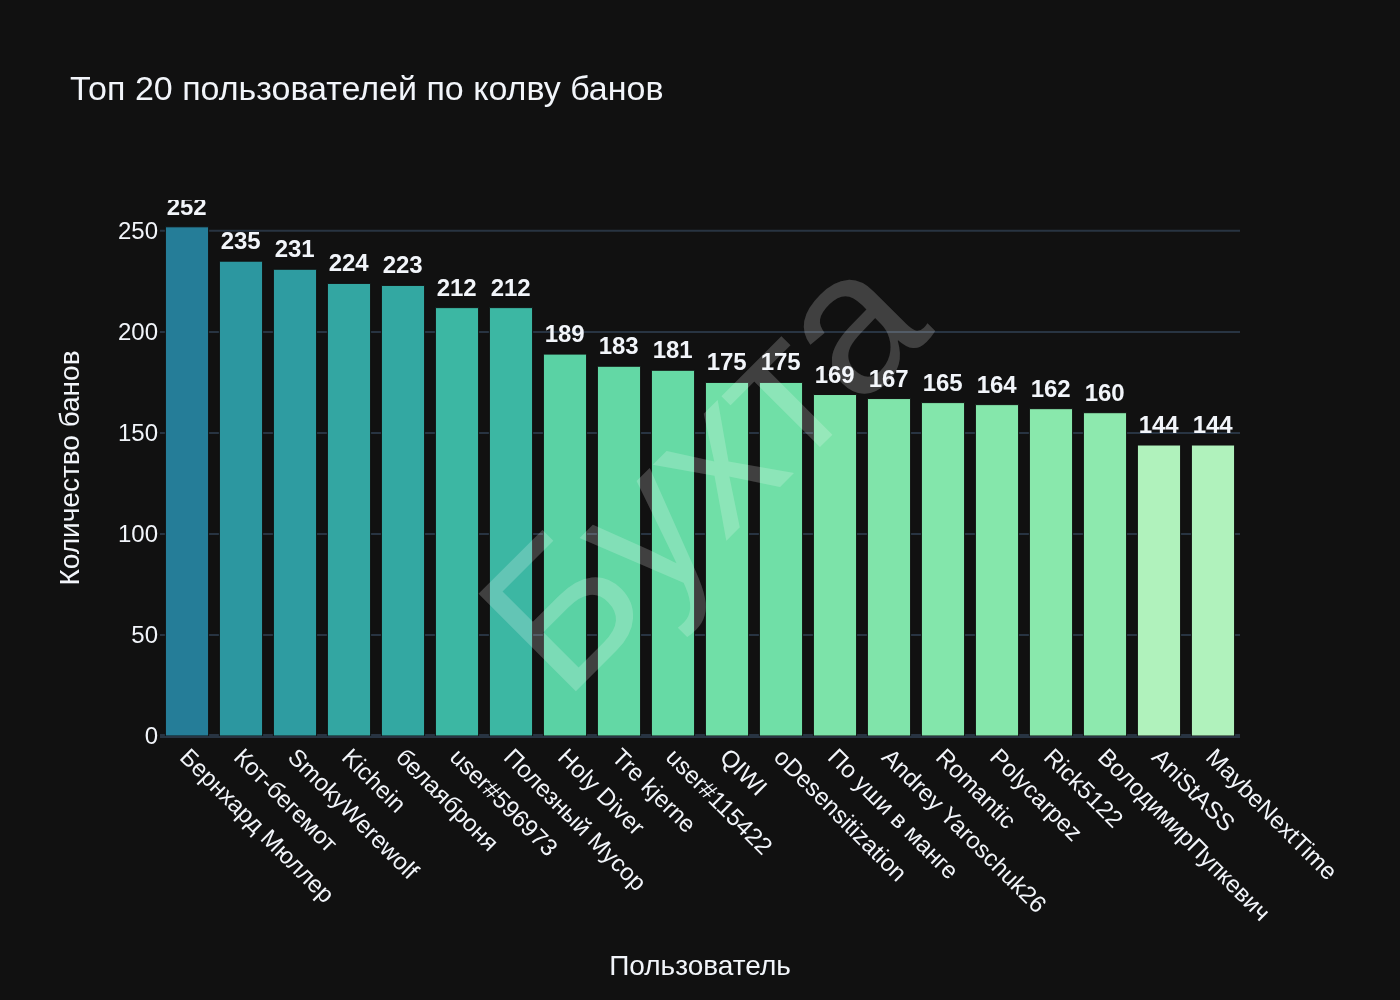 Топ 20 пользователей по колву банов
252
235
231
224
223
212
212
189
183
181
175
175
169
167
165
164
162
160
144
144
250
200
150
100
50
0
Количество банов
Бухта
Бернхард Мюллер
Кот-бегемот
SmokyWerewolf
Kichein
белаяброня
user#596973
Полезный Мусор
Holy Diver
Tre kjerne
user#115422
QIWI
oDesensitization
По уши в манге
Andrey Yaroschuk26
Romantic
Polycarpez
Rick5122
ВолодимирПупкевич
AniStASS
MaybeNextTime
Пользователь